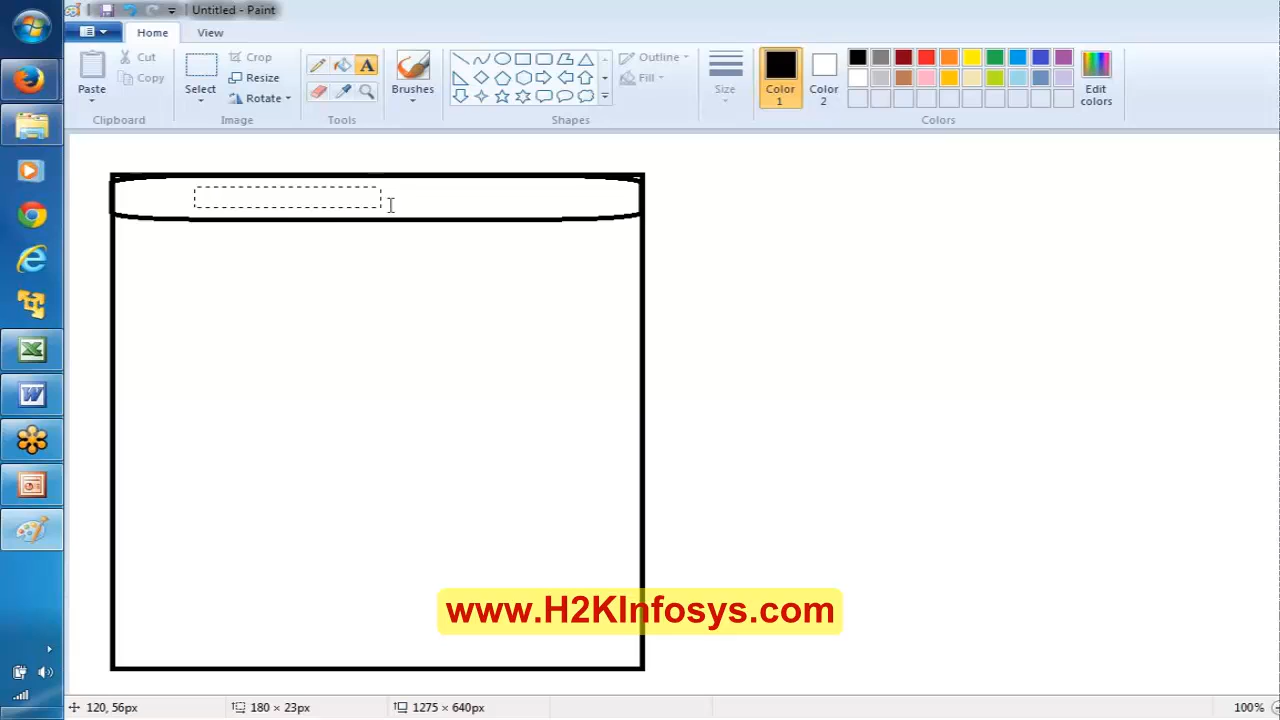 Untitled - Paint
Home
View
Paste
Cut
Copy
Clipboard
Select
Crop
Resize
Rotate
Image
A
Tools
Brushes
Outline
Fill
Shapes
Size
Color 1
Color 2
Edit colors
Colors
www.H2KInfosys.com
120, 56px
180 × 23px
1275 × 640px
100%